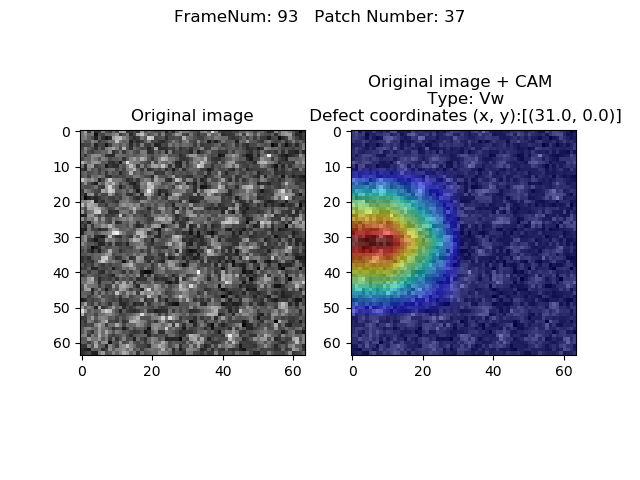 FrameNum: 93   Patch Number: 37
Original image
Original image + CAM
Type: Vw
Defect coordinates (x, y):[(31.0, 0.0)]
0
10
20
30
40
50
60
0 20 40 60
0
10
20
30
40
50
60
0 20 40 60